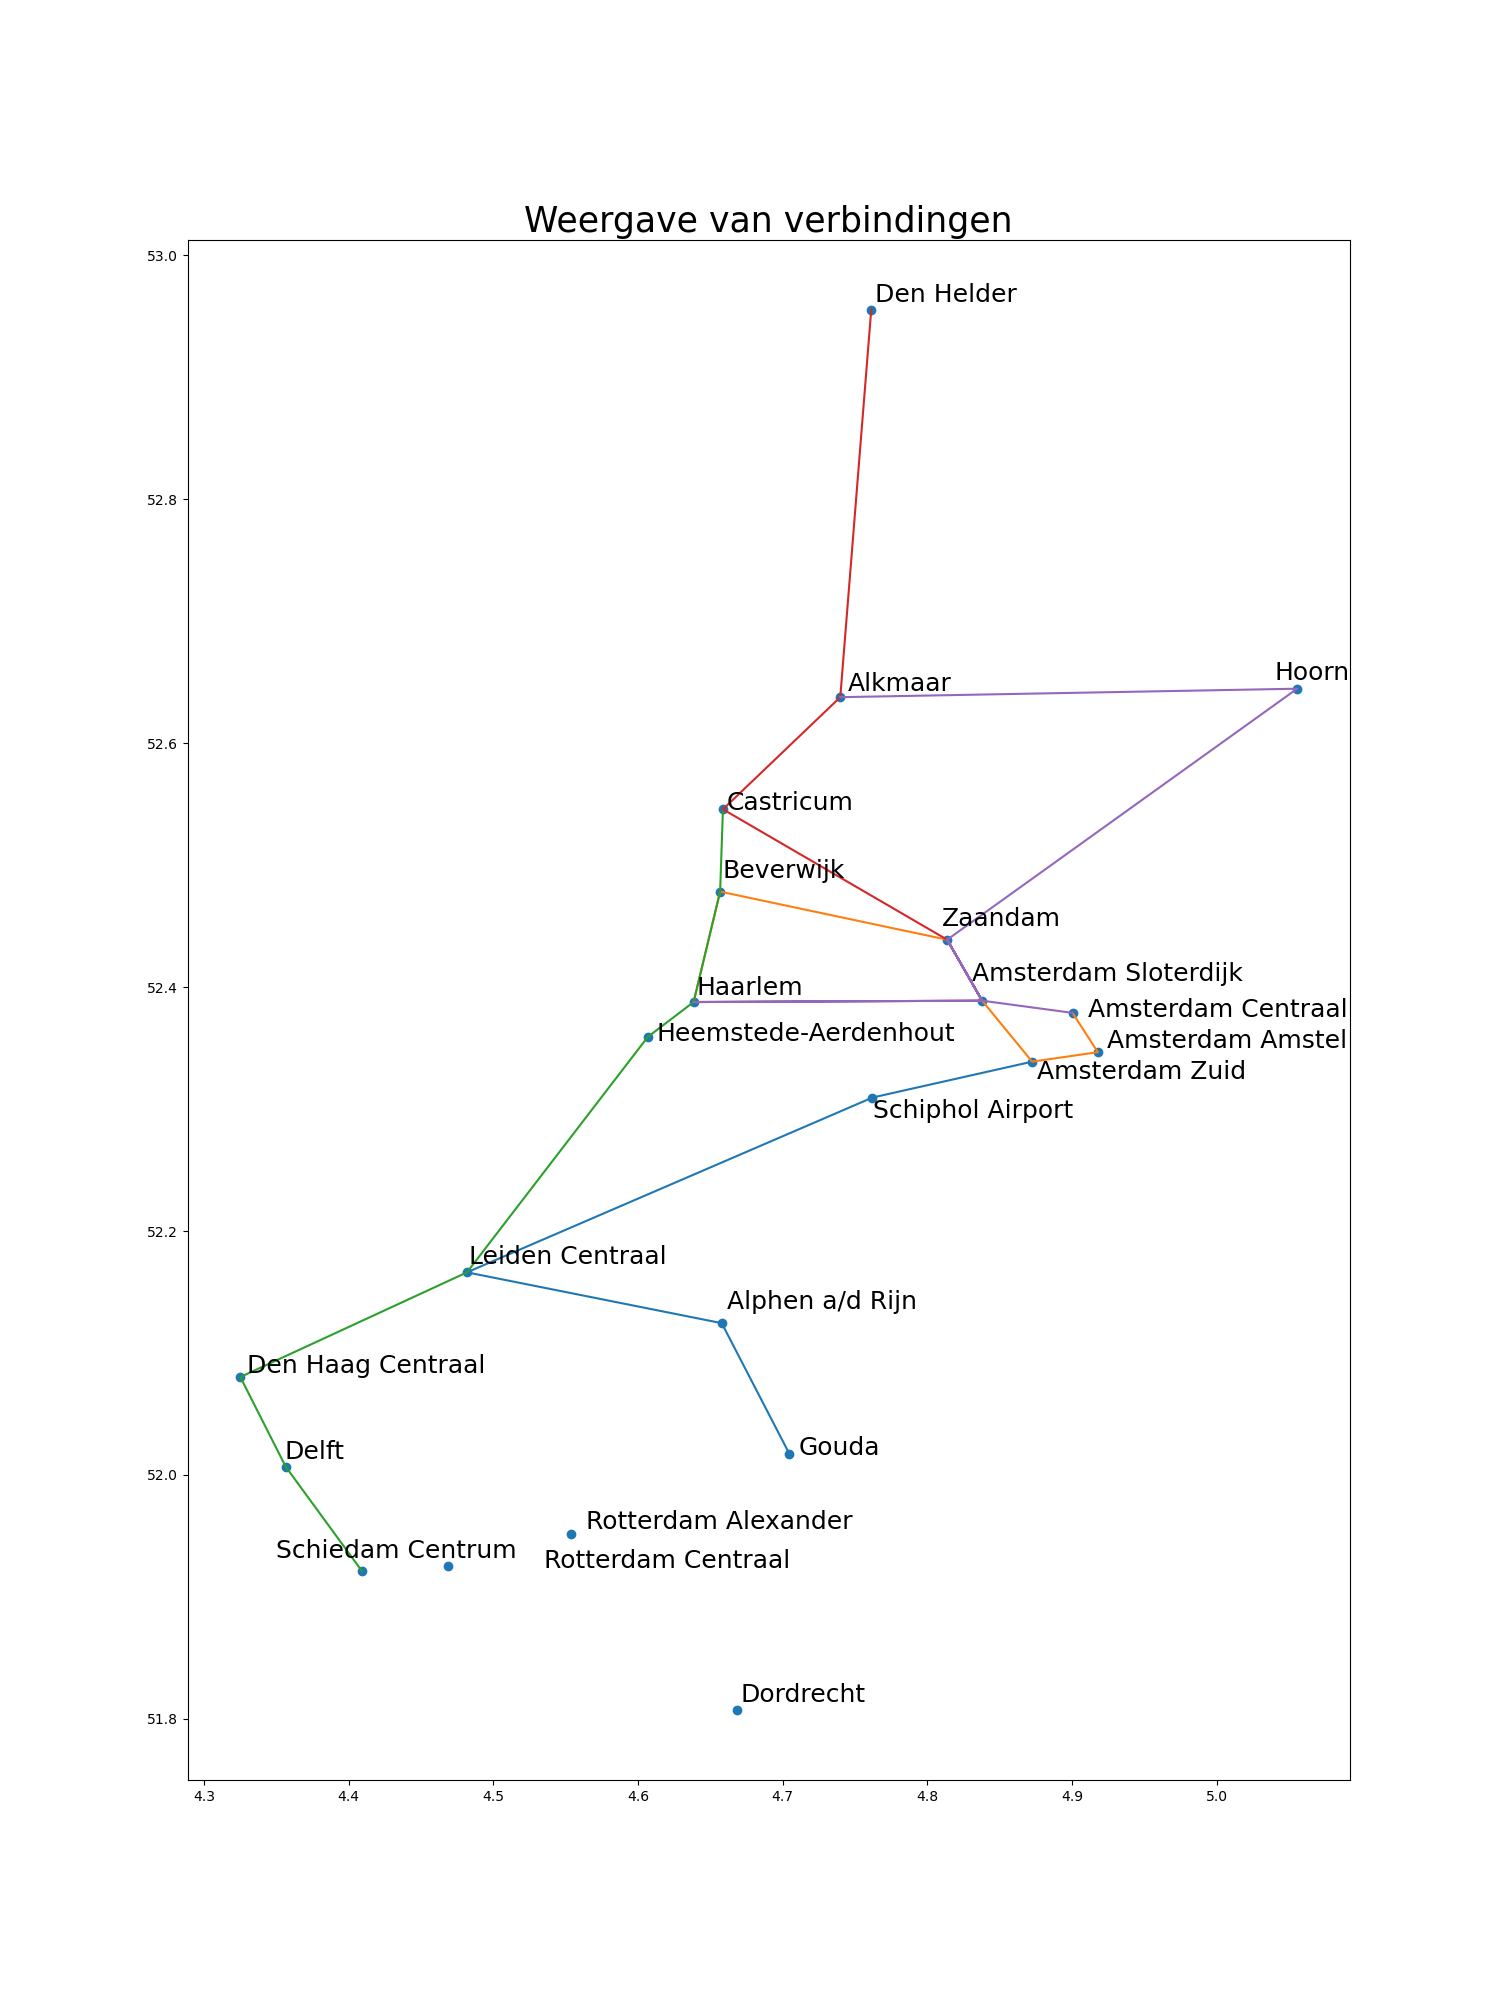 Weergave van verbindingen
53.0
Den Helder
52.8
Hoorn
Alkmaar
52.6
Castricum
Beverwijk
Zaandam
Amsterdam Sloterdijk
52.4
Haarlem
Amsterdam Centraal
Heemstede-Aerdenhout
Amsterdam Amstel
Amsterdam Zuid
Schiphol Airport
52.2
Leiden Centraal
Alphen a/d Rijn
Den Haag Centraal
Gouda
Delft
52.0
Rotterdam Alexander
Schiedam Centrum
Rotterdam Centraal
Dordrecht
51.8
4.3 4.4 4.5 4.6 4.7 4.8 4.9 5.0